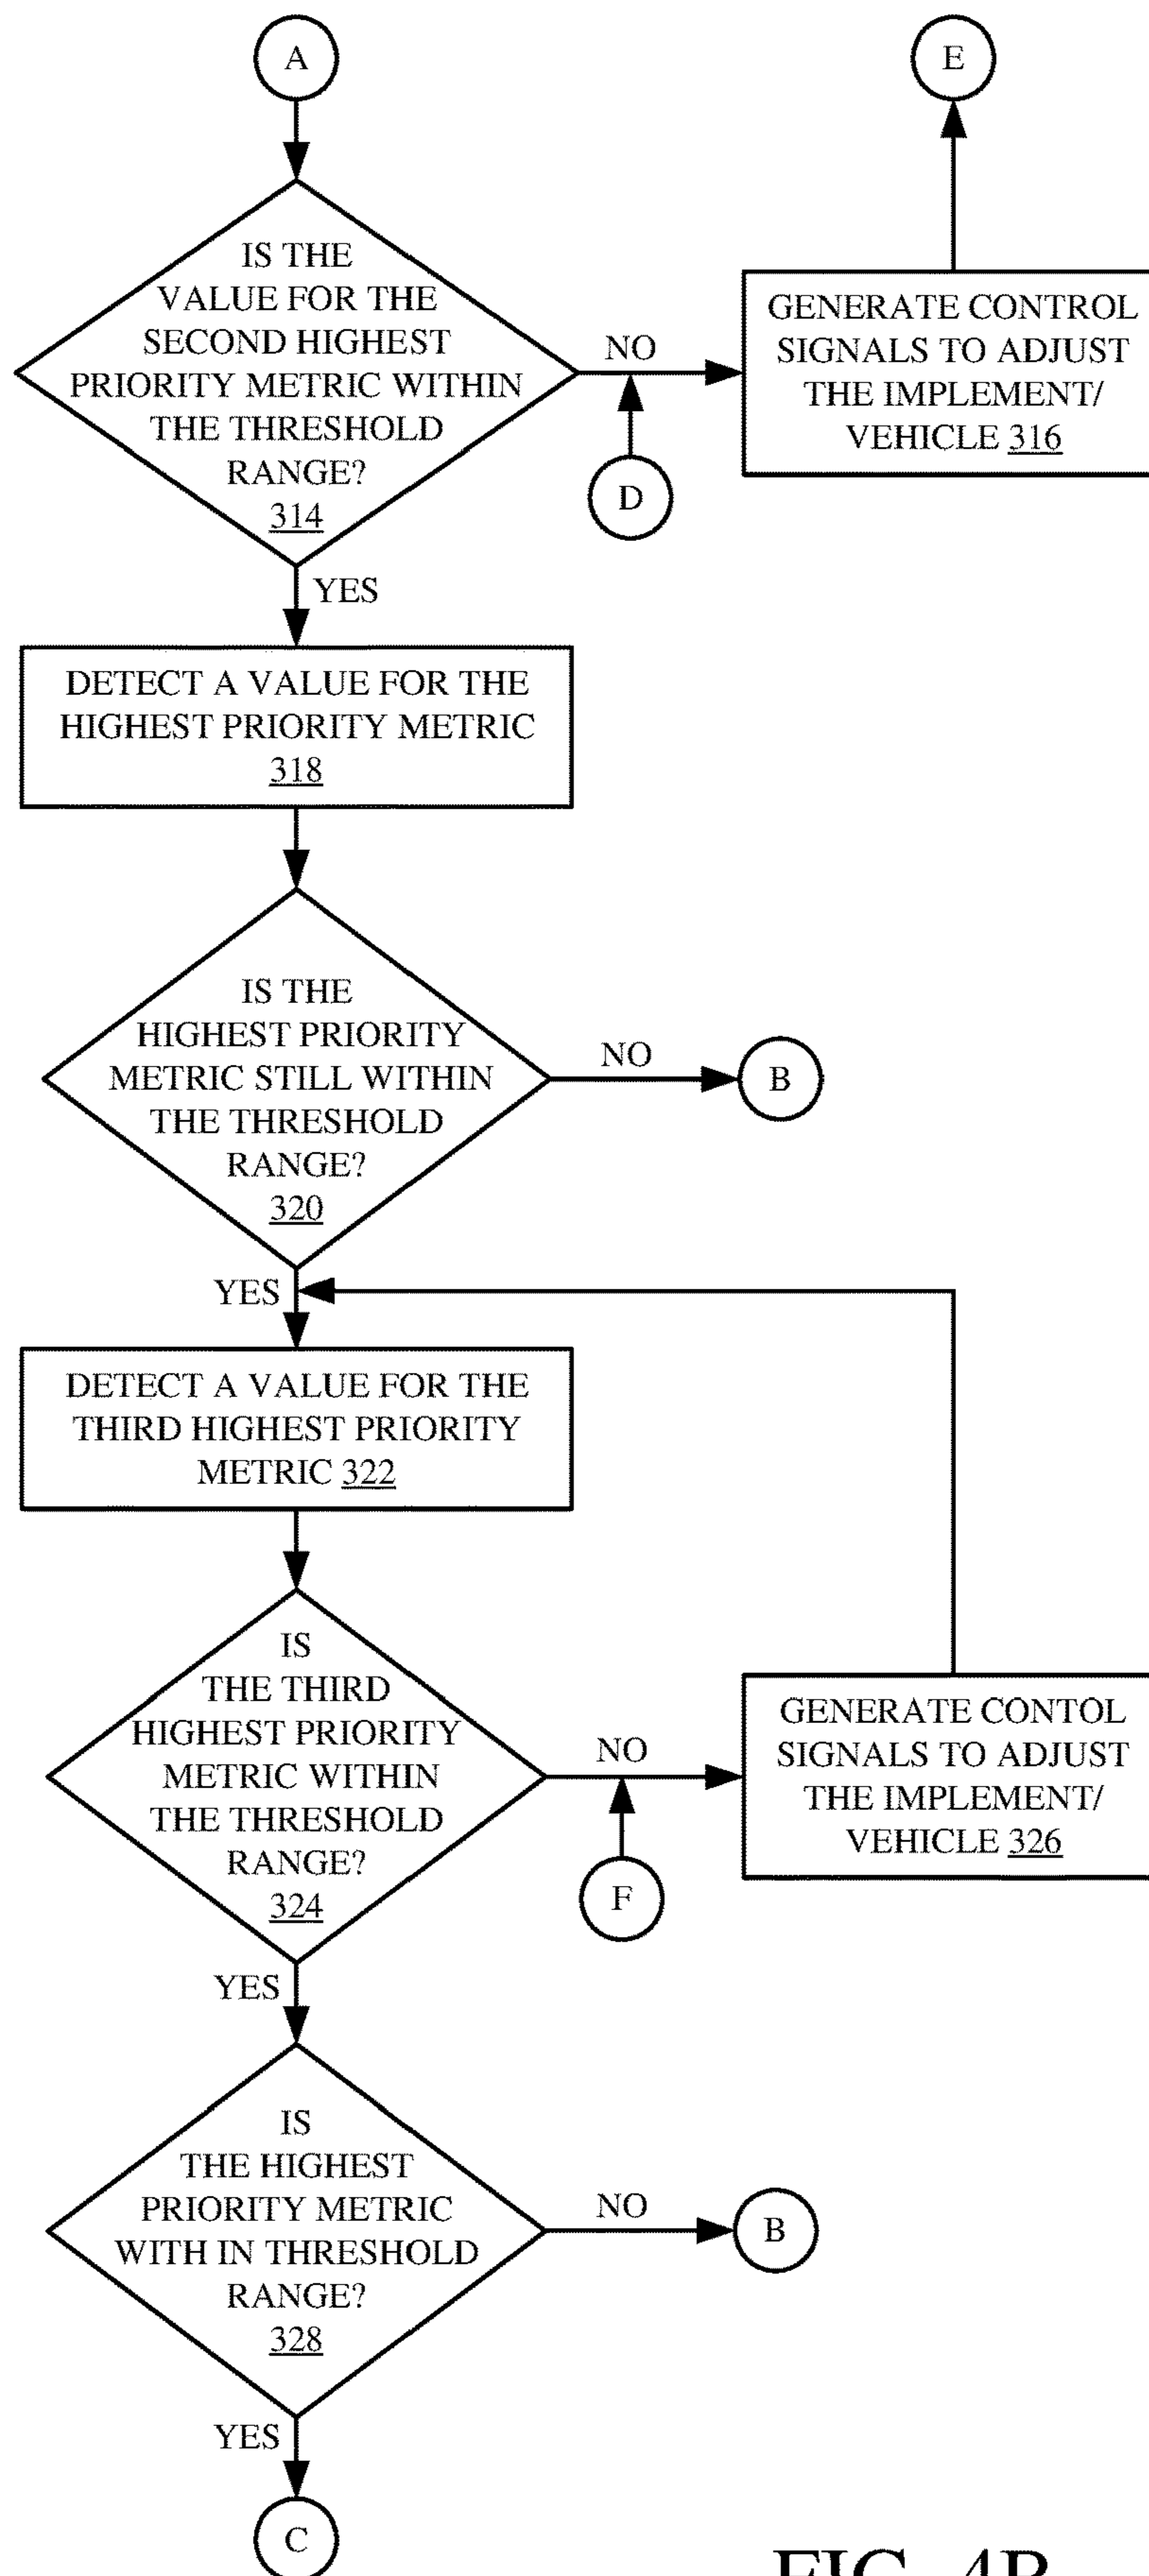 A
E
IS THE
VALUE FOR THE
SECOND HIGHEST
PRIORITY METRIC WITHIN
THE THRESHOLD
RANGE?
314
NO
D
GENERATE CONTROL
SIGNALS TO ADJUST
THE IMPLEMENT/
VEHICLE 316
YES
DETECT A VALUE FOR THE
HIGHEST PRIORITY METRIC
318
IS THE
HIGHEST PRIORITY
METRIC STILL WITHIN
THE THRESHOLD
RANGE?
320
NO
B
YES
DETECT A VALUE FOR THE
THIRD HIGHEST PRIORITY
METRIC 322
IS
THE THIRD
HIGHEST PRIORITY
METRIC WITHIN
THE THRESHOLD
RANGE?
324
NO
F
GENERATE CONTOL
SIGNALS TO ADJUST
THE IMPLEMENT/
VEHICLE 326
YES
IS
THE HIGHEST
PRIORITY METRIC
WITH IN THRESHOLD
RANGE?
328
NO
B
YES
C
FIG. 4B